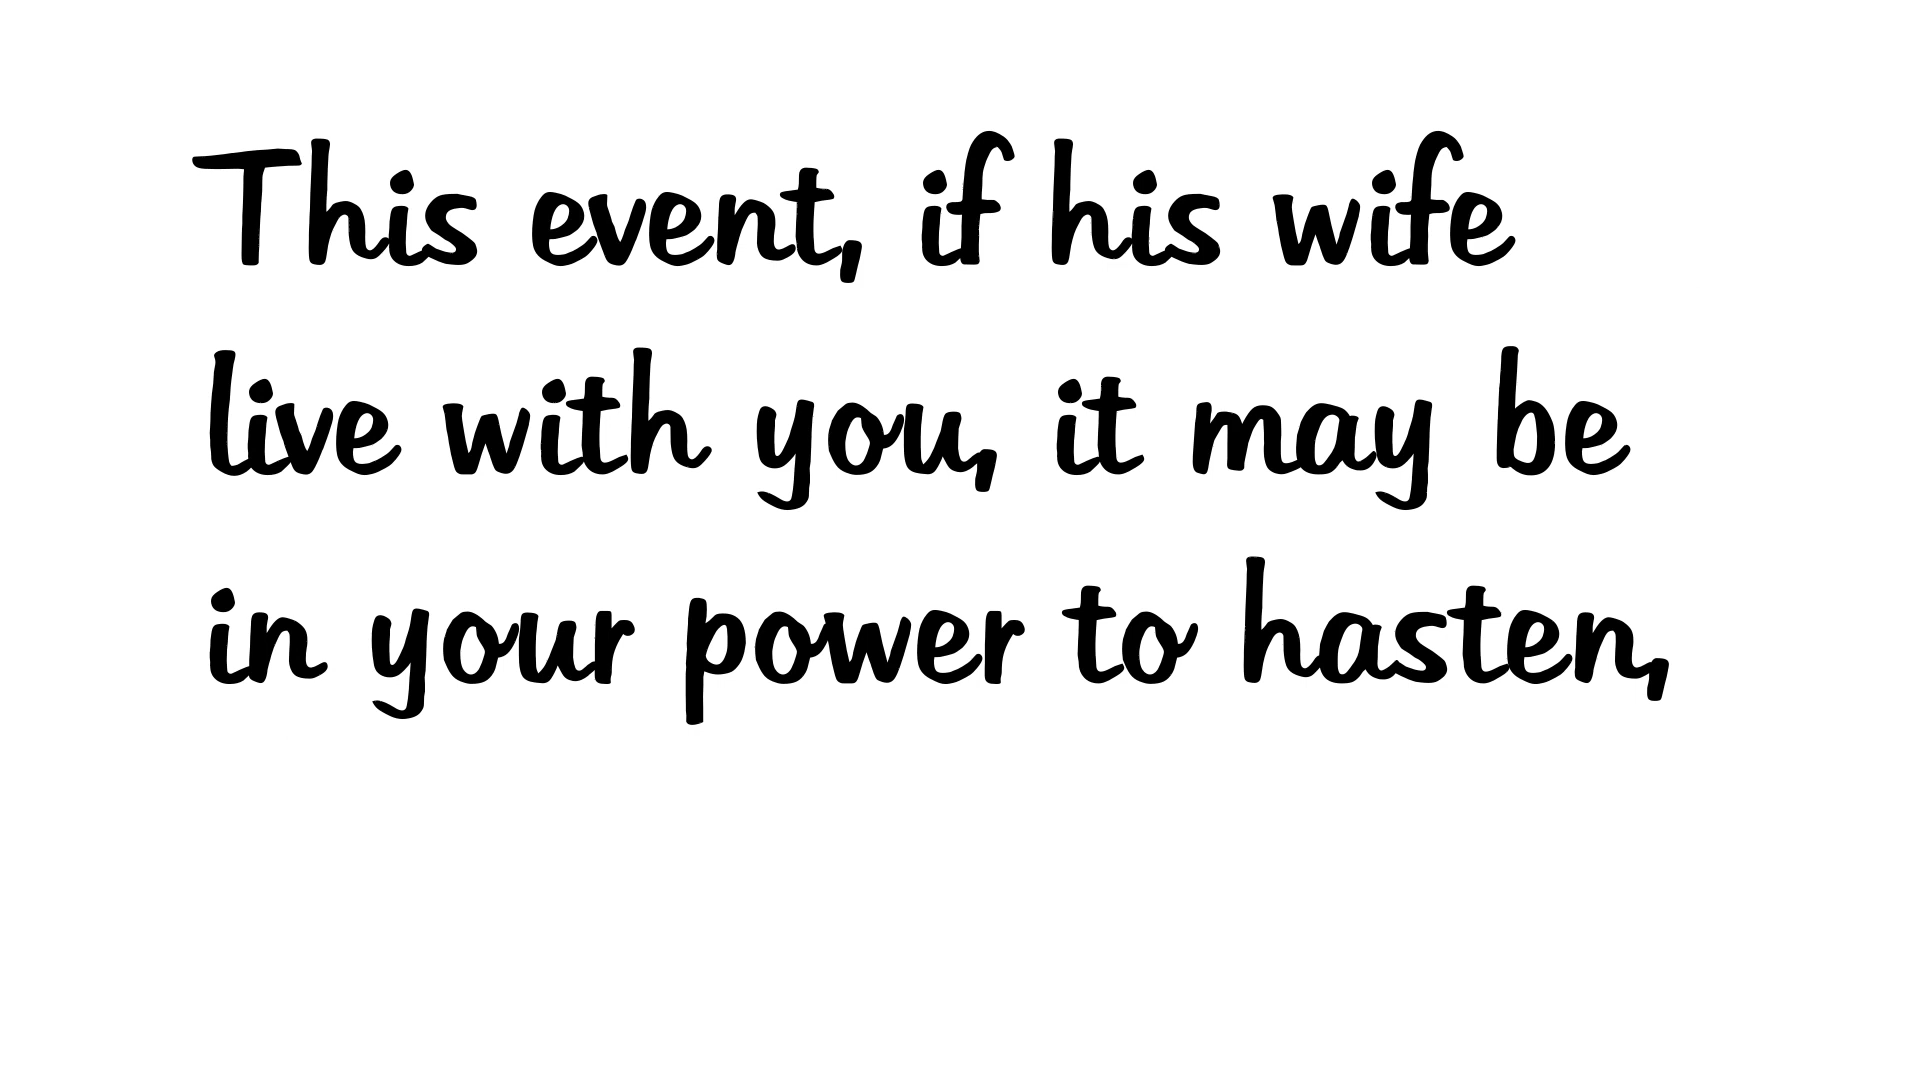 This event, if his wife
live with you, it may be
in your power to hasten,